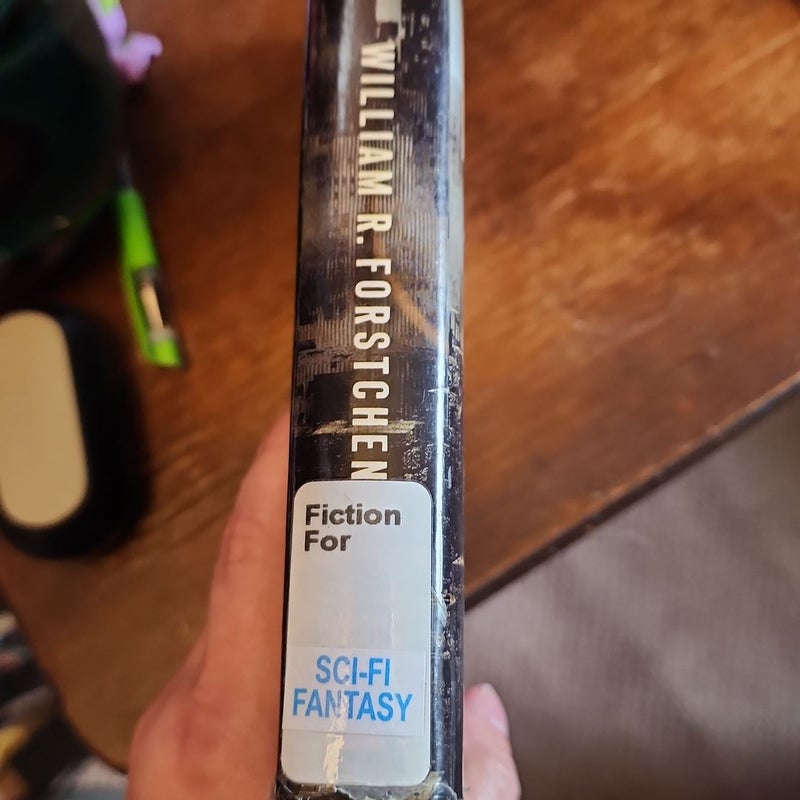 WILLIAM R. FORSTCHEN
Fiction
For
SCI-FI
FANTASY